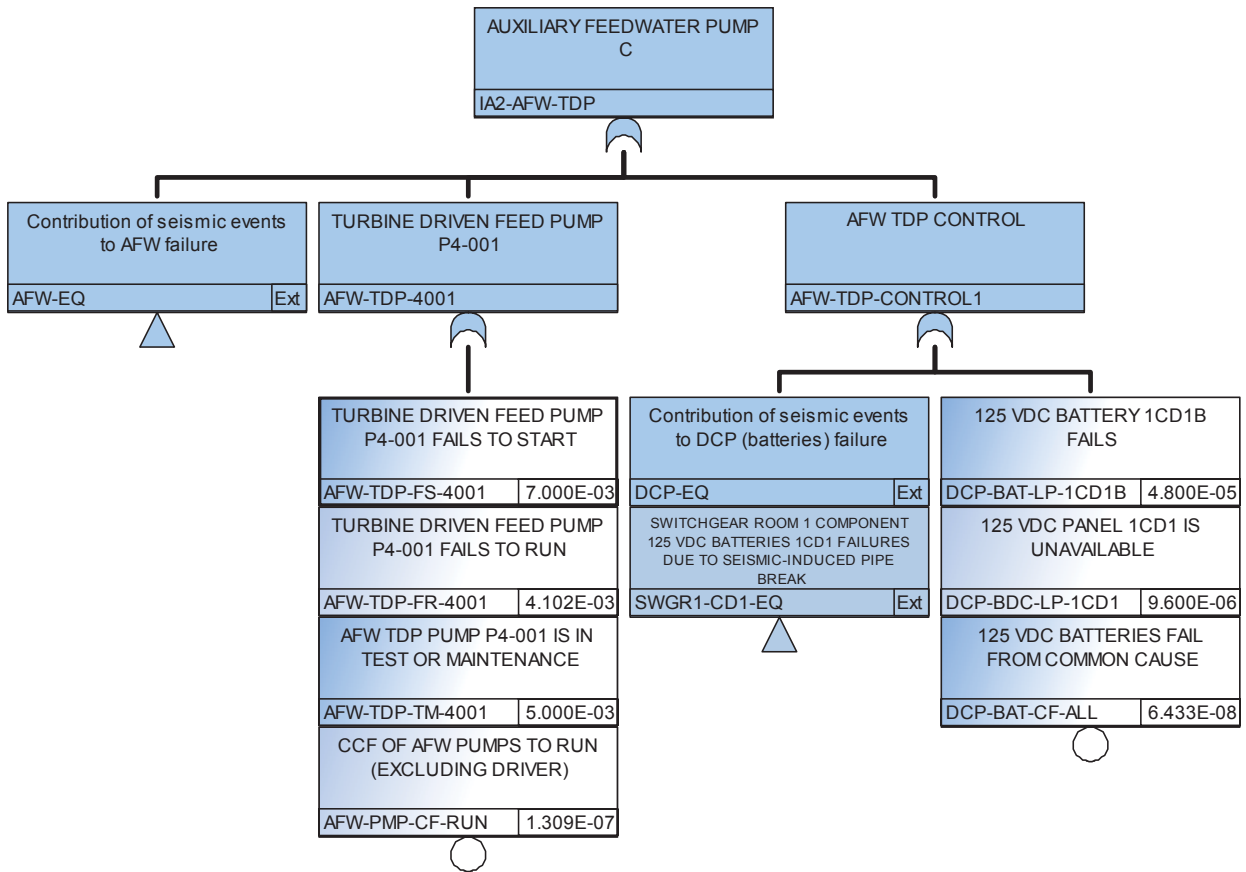 AUXILIARY FEEDWATER PUMP
C
IA2-AFW-TDP
Contribution of seismic events
to AFW failure
AFW-EQ Ext
TURBINE DRIVEN FEED PUMP
P4-001
AFW-TDP-4001
AFW TDP CONTROL
AFW-TDP-CONTROL1
TURBINE DRIVEN FEED PUMP
P4-001 FAILS TO START
AFW-TDP-FS-4001 7.000E-03
TURBINE DRIVEN FEED PUMP
P4-001 FAILS TO RUN
AFW-TDP-FR-4001 4.102E-03
AFW TDP PUMP P4-001 IS IN
TEST OR MAINTENANCE
AFW-TDP-TM-4001 5.000E-03
CCF OF AFW PUMPS TO RUN
(EXCLUDING DRIVER)
AFW-PMP-CF-RUN 1.309E-07
Contribution of seismic events
to DCP (batteries) failure
DCP-EQ Ext
SWITCHGEAR ROOM 1 COMPONENT
125 VDC BATTERIES 1CD1 FAILURES
DUE TO SEISMIC-INDUCED PIPE
BREAK
SWGR1-CD1-EQ Ext
125 VDC BATTERY 1CD1B
FAILS
DCP-BAT-LP-1CD1B 4.800E-05
125 VDC PANEL 1CD1 IS
UNAVAILABLE
DCP-BDC-LP-1CD1 9.600E-06
125 VDC BATTERIES FAIL
FROM COMMON CAUSE
DCP-BAT-CF-ALL 6.433E-08